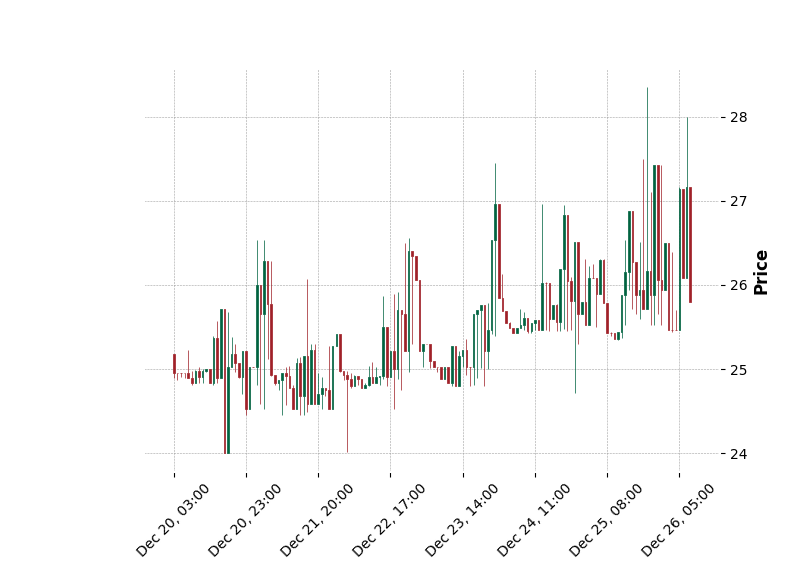 28
27
26
25
24
Price
Dec 20, 03:00
Dec 20, 23:00
Dec 21, 20:00
Dec 22, 17:00
Dec 23, 14:00
Dec 24, 11:00
Dec 25, 08:00
Dec 26, 05:00